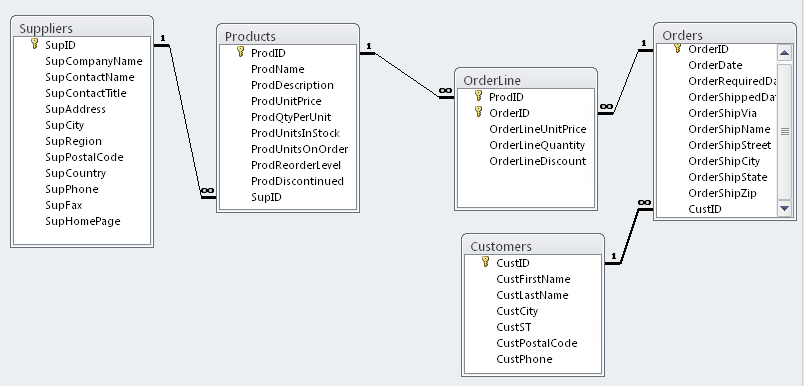 Suppliers
SupID
SupCompanyName
SupContactName
SupContactTitle
SupAddress
SupCity
SupRegion
SupPostalCode
SupCountry
SupPhone
SupFax
SupHomePage
1
∞
Products
ProdID
ProdName
ProdDescription
ProdUnitPrice
ProdQtyPerUnit
ProdUnitsInStock
ProdUnitsOnOrder
ProdReorderLevel
ProdDiscontinued
SupID
1
∞
OrderLine
ProdID
OrderID
OrderLineUnitPrice
OrderLineQuantity
OrderLineDiscount
∞
1
Orders
OrderID
OrderDate
OrderRequiredDa
OrderShippedDat
OrderShipVia
OrderShipName
OrderShipStreet
OrderShipCity
OrderShipState
OrderShipZip
CustID
∞
1
Customers
CustID
CustFirstName
CustLastName
CustCity
CustST
CustPostalCode
CustPhone